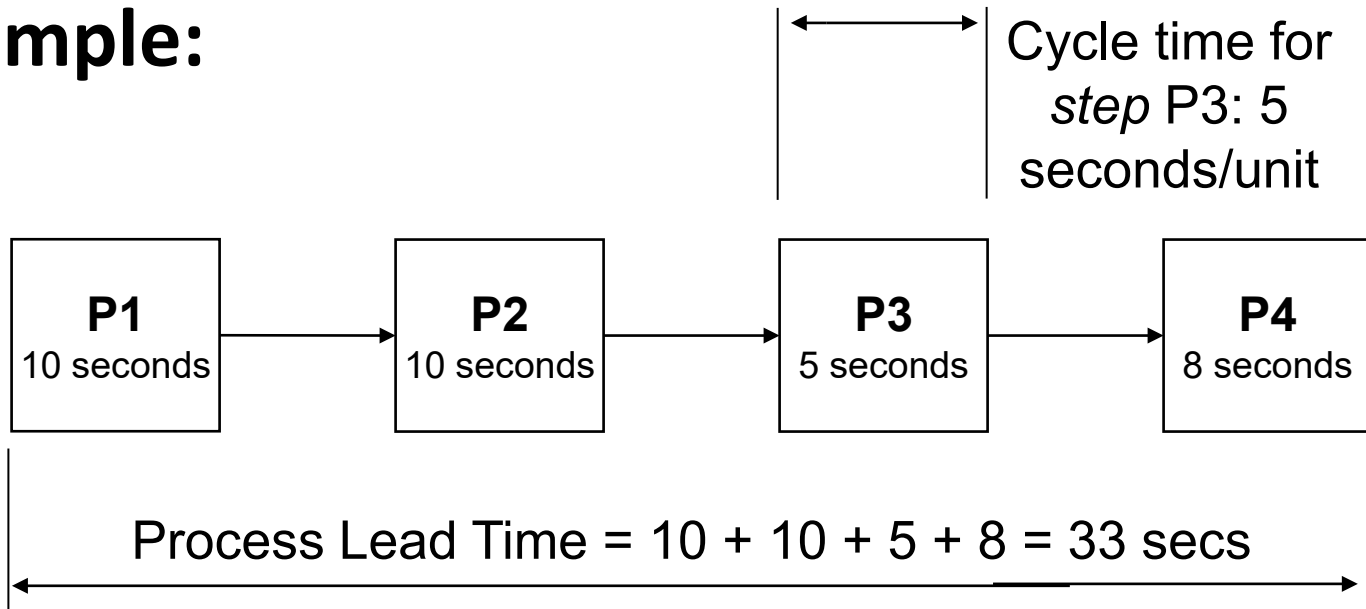 mple:
Cycle time for
step P3: 5
seconds/unit
P1
10 seconds
P2
10 seconds
P3
5 seconds
P4
8 seconds
Process Lead Time = 10 + 10 + 5 + 8 = 33 secs